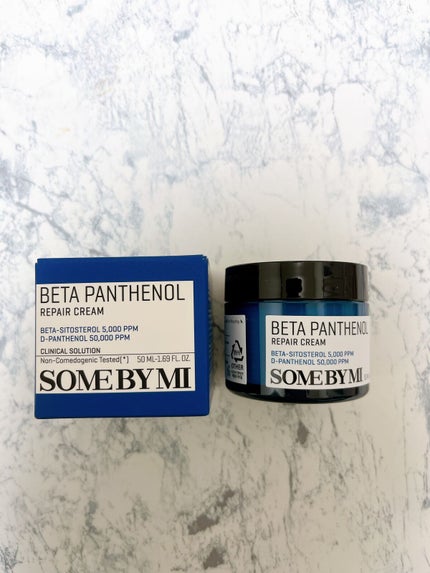 BETA PANTHENOL
REPAIR CREAM
BETA-SITOSTEROL 5,000 PPM
D-PANTHENOL 50,000 PPM
CLINICAL SOLUTION
Non-Comedogenic Tested[*] 50 ML-1.69 FL. OZ.
SOME BY MI
BETA PANTHENOL
REPAIR CREAM
BETA-SITOSTEROL 5,000 PPM
D-PANTHENOL 50,000 PPM
SOME BY MI
OTHER